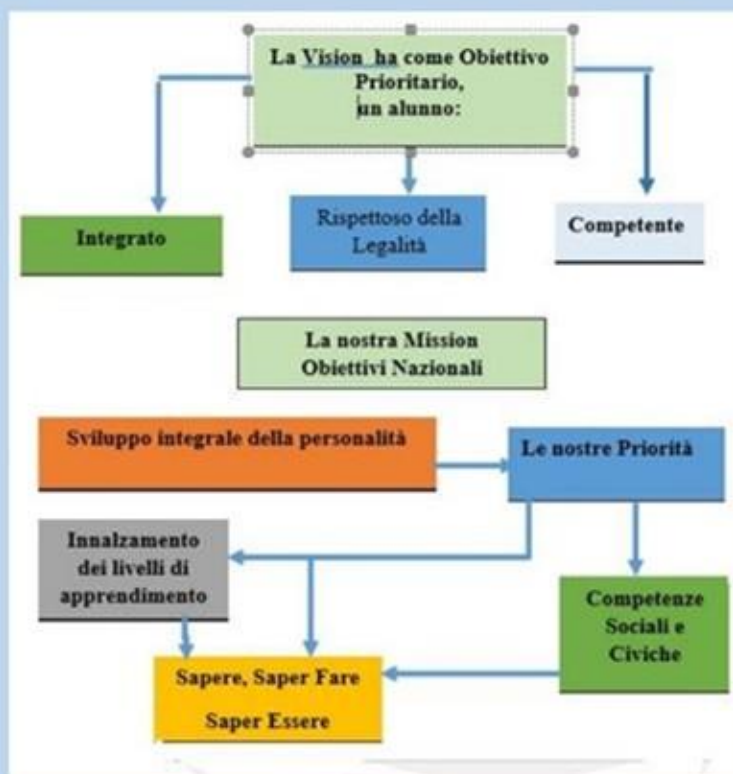 La Vision ha come Obiettivo
Prioritario,
un alunno:
Integrato
Rispettoso della
Legalità
Competente
La nostra Mission
Obiettivi Nazionali
Sviluppo integrale della personalità
Le nostre Priorità
Innalzamento
dei livelli di
apprendimento
Competenze
Sociali e
Civiche
Sapere, Saper Fare
Saper Essere